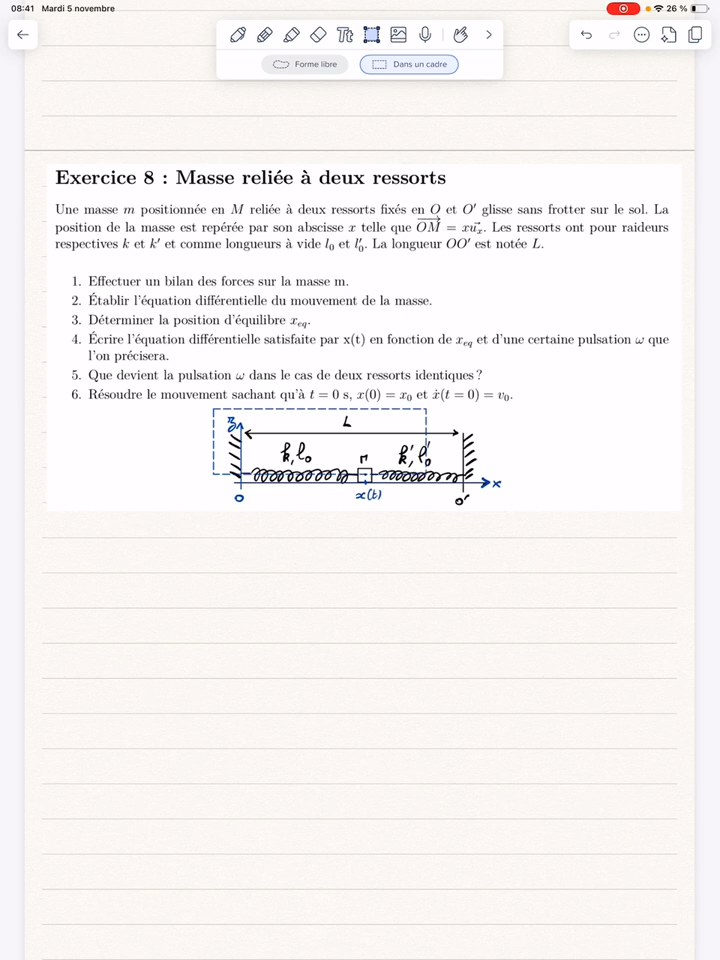 08:41 Mardi 5 novembre
26 %
Forme libre
Dans un cadre
Exercice 8 : Masse reliée à deux ressorts
Une masse m positionnée en M reliée à deux ressorts fixés en O et O′ glisse sans frotter sur le sol. La
position de la masse est repérée par son abscisse x telle que \overrightarrow{OM} = x\vec{u_x}. Les ressorts ont pour raideurs
respectives k et k′ et comme longueurs à vide l₀ et l′₀. La longueur OO′ est notée L.
1. Effectuer un bilan des forces sur la masse m.
2. Établir l'équation différentielle du mouvement de la masse.
3. Déterminer la position d'équilibre x_{eq}.
4. Écrire l'équation différentielle satisfaite par x(t) en fonction de x_{eq} et d'une certaine pulsation ω que
l'on précisera.
5. Que devient la pulsation ω dans le cas de deux ressorts identiques ?
6. Résoudre le mouvement sachant qu'à t = 0 s, x(0) = x₀ et ẋ(t = 0) = v₀.
z L
k, l₀ M k′, l′₀
x
O x(t) O′